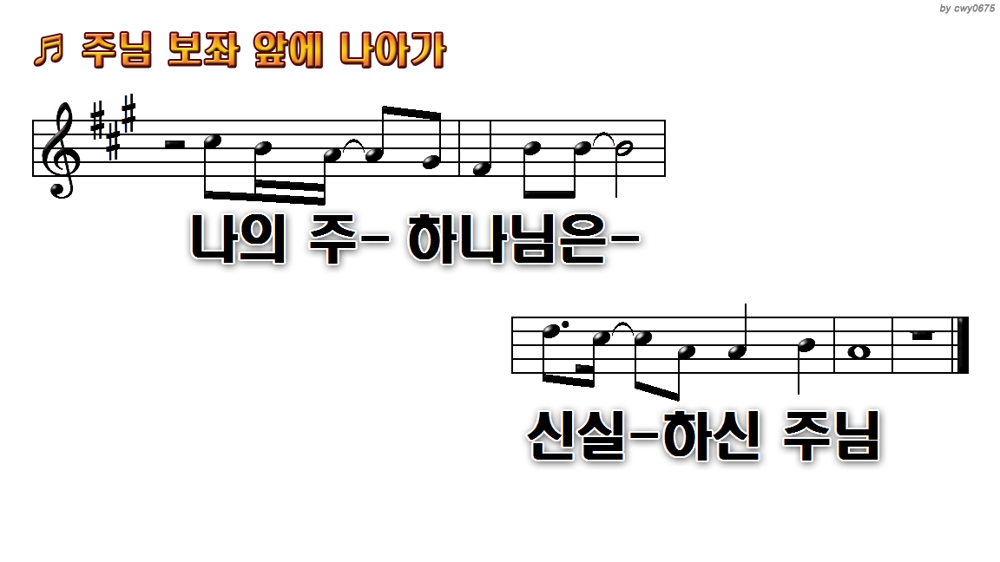 by cwy0675
♬ 주님 보좌 앞에 나아가
나의 주- 하나님은-
신실-하신 주님